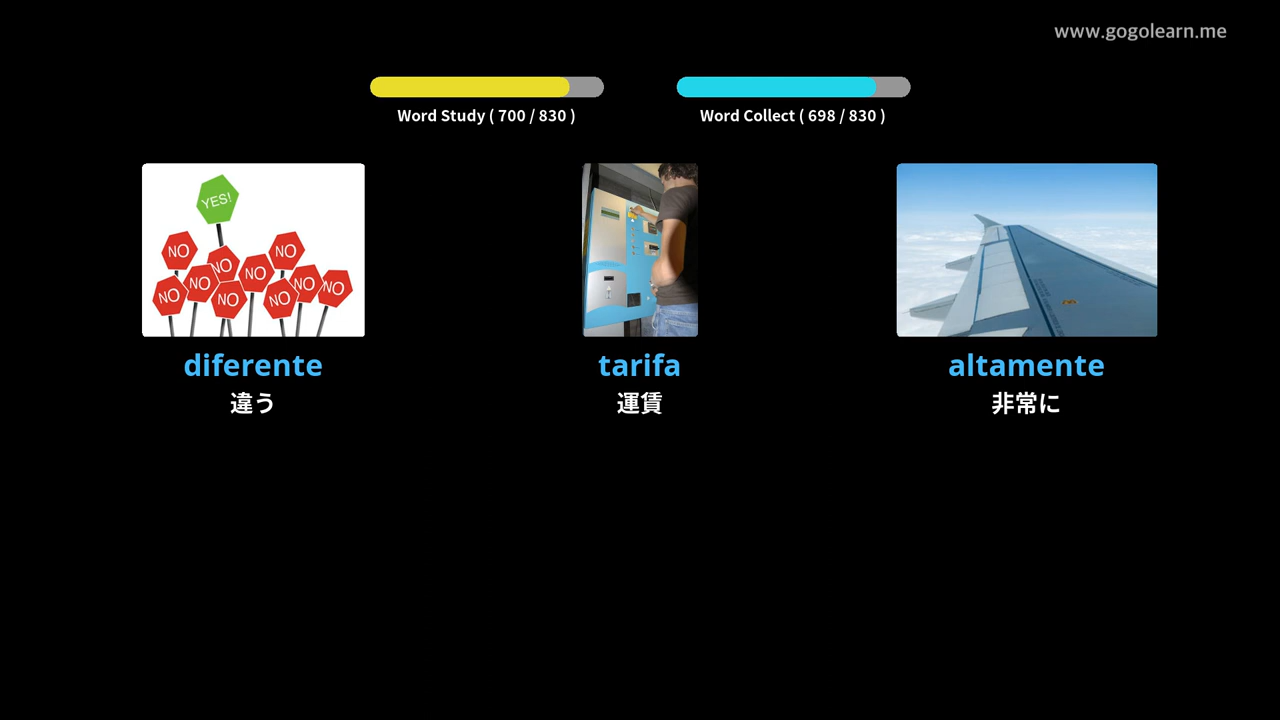 www.gogolearn.me
Word Study ( 700 / 830 )
Word Collect ( 698 / 830 )
YES!
NO
NO
NO
NO
NO
NO
NO
NO
NO
NO
diferente
違う
tarifa
運賃
altamente
非常に